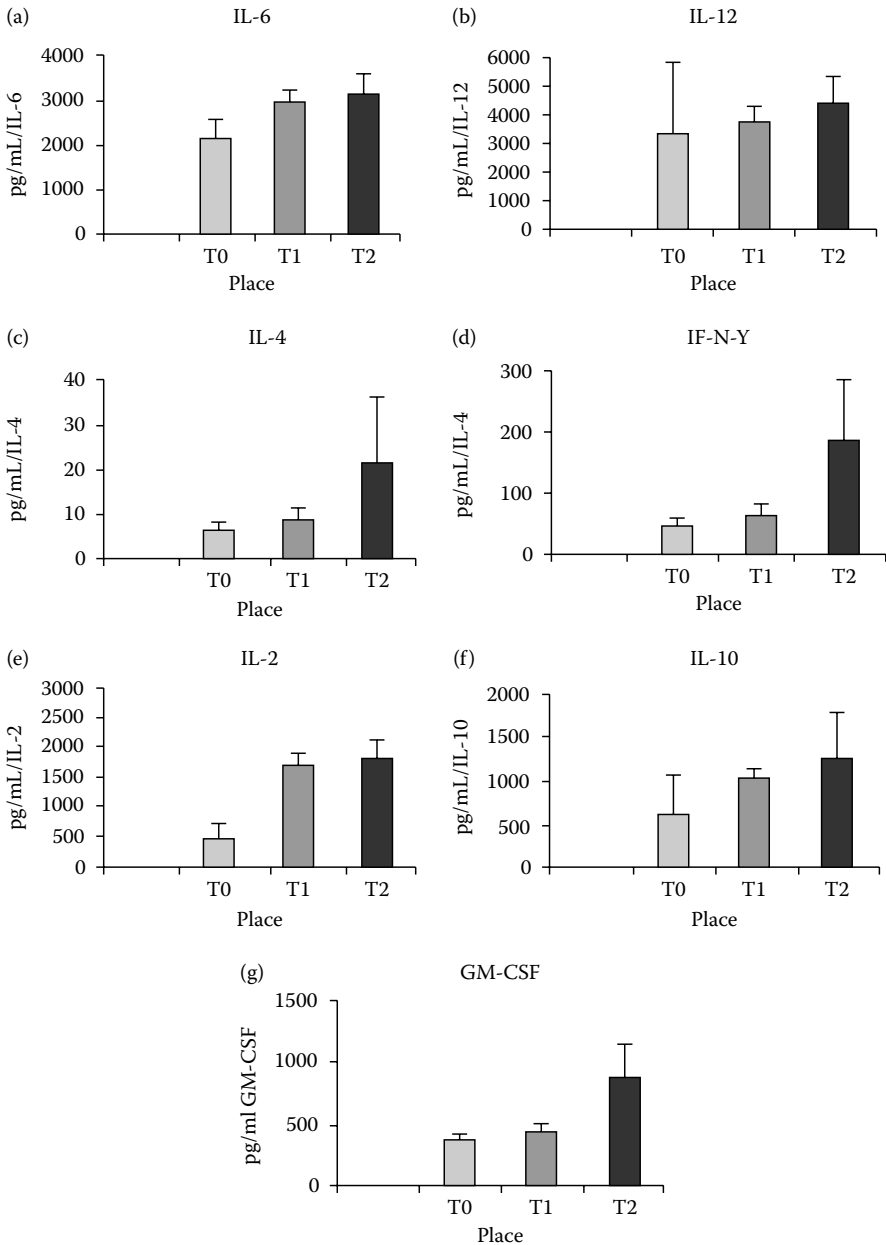 (a) IL-6
pg/mL/IL-6
4000
3000
2000
1000
0
T0 T1 T2
Place
(b) IL-12
pg/mL/IL-12
6000
5000
4000
3000
2000
1000
0
T0 T1 T2
Place
(c) IL-4
pg/mL/IL-4
40
30
20
10
0
T0 T1 T2
Place
(d) IF-N-Y
pg/mL/IL-4
300
200
100
0
T0 T1 T2
Place
(e) IL-2
pg/mL/IL-2
3000
2500
2000
1500
1000
500
0
T0 T1 T2
Place
(f) IL-10
pg/mL/IL-10
2000
1500
1000
500
0
T0 T1 T2
Place
(g) GM-CSF
pg/ml GM-CSF
1500
1000
500
0
T0 T1 T2
Place